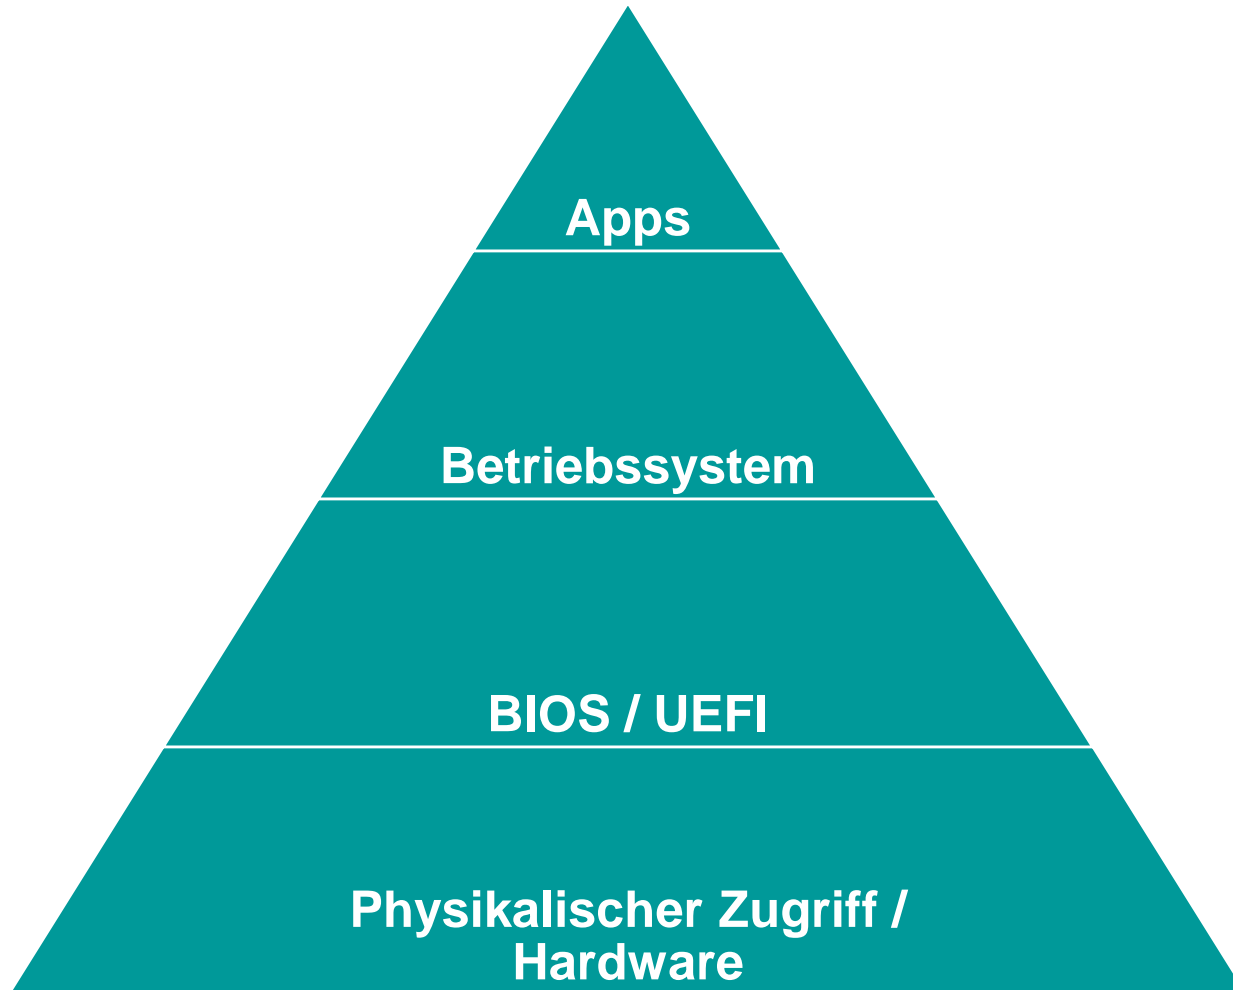 Apps
Betriebssystem
BIOS / UEFI
Physikalischer Zugriff /
Hardware